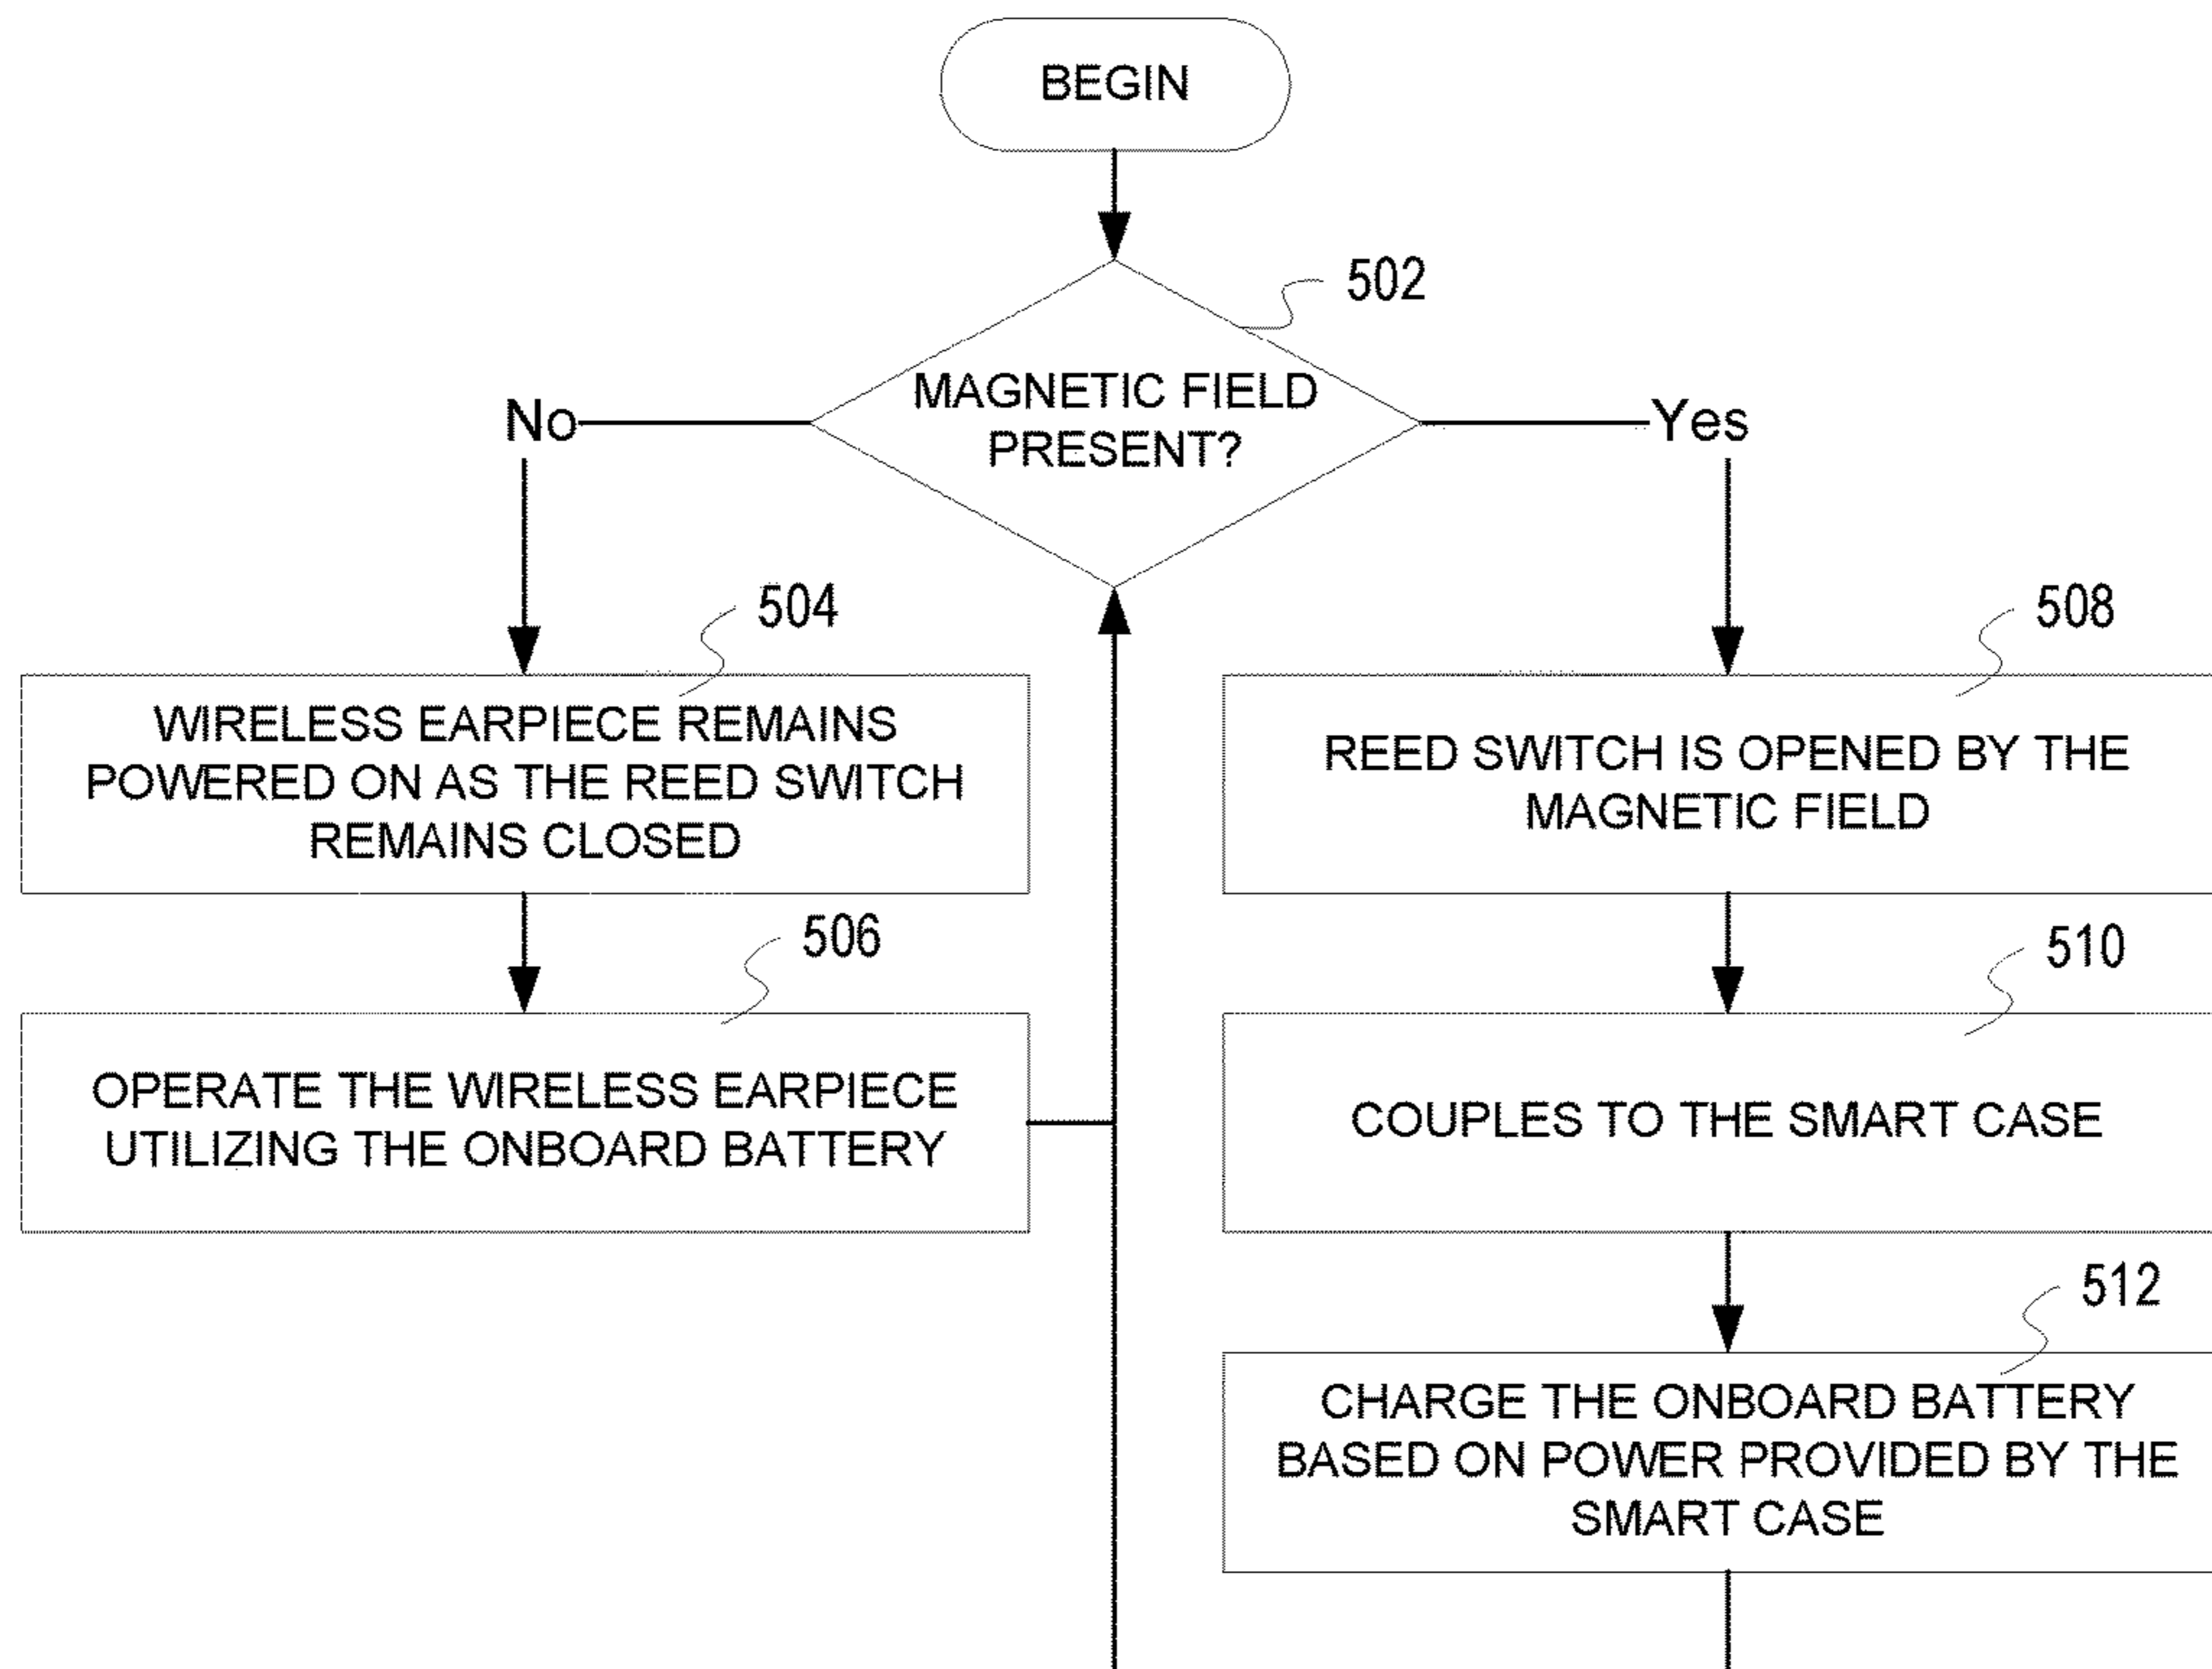 BEGIN
502
MAGNETIC FIELD
PRESENT?
No
Yes
504
WIRELESS EARPIECE REMAINS
POWERED ON AS THE REED SWITCH
REMAINS CLOSED
508
REED SWITCH IS OPENED BY THE
MAGNETIC FIELD
506
OPERATE THE WIRELESS EARPIECE
UTILIZING THE ONBOARD BATTERY
510
COUPLES TO THE SMART CASE
512
CHARGE THE ONBOARD BATTERY
BASED ON POWER PROVIDED BY THE
SMART CASE